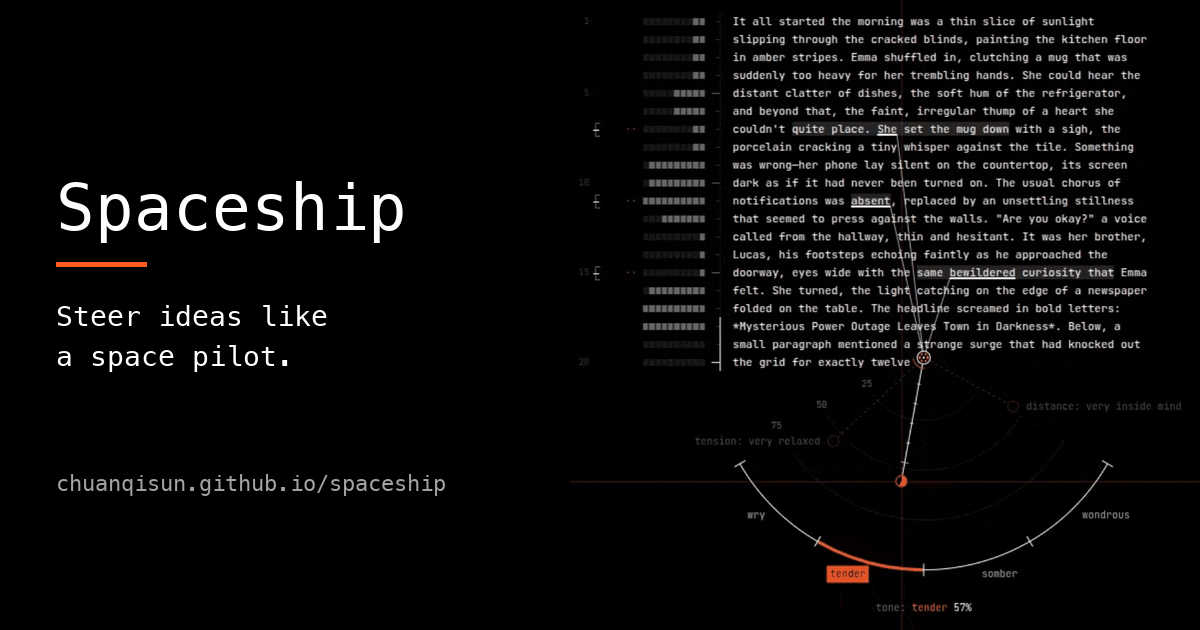 Spaceship
Steer ideas like
a space pilot.
chuanqisun.github.io/spaceship
1
5
10
15
20
It all started the morning was a thin slice of sunlight
slipping through the cracked blinds, painting the kitchen floor
in amber stripes. Emma shuffled in, clutching a mug that was
suddenly too heavy for her trembling hands. She could hear the
distant clatter of dishes, the soft hum of the refrigerator,
and beyond that, the faint, irregular thump of a heart she
couldn't quite place. She set the mug down with a sigh, the
porcelain cracking a tiny whisper against the tile. Something
was wrong—her phone lay silent on the countertop, its screen
dark as if it had never been turned on. The usual chorus of
notifications was absent, replaced by an unsettling stillness
that seemed to press against the walls. "Are you okay?" a voice
called from the hallway, thin and hesitant. It was her brother,
Lucas, his footsteps echoing faintly as he approached the
doorway, eyes wide with the same bewildered curiosity that Emma
felt. She turned, the light catching on the edge of a newspaper
folded on the table. The headline screamed in bold letters:
*Mysterious Power Outage Leaves Town in Darkness*. Below, a
small paragraph mentioned a strange surge that had knocked out
the grid for exactly twelve
25
50
75
distance: very inside mind
tension: very relaxed
wry
wondrous
tender
somber
tone: tender 57%